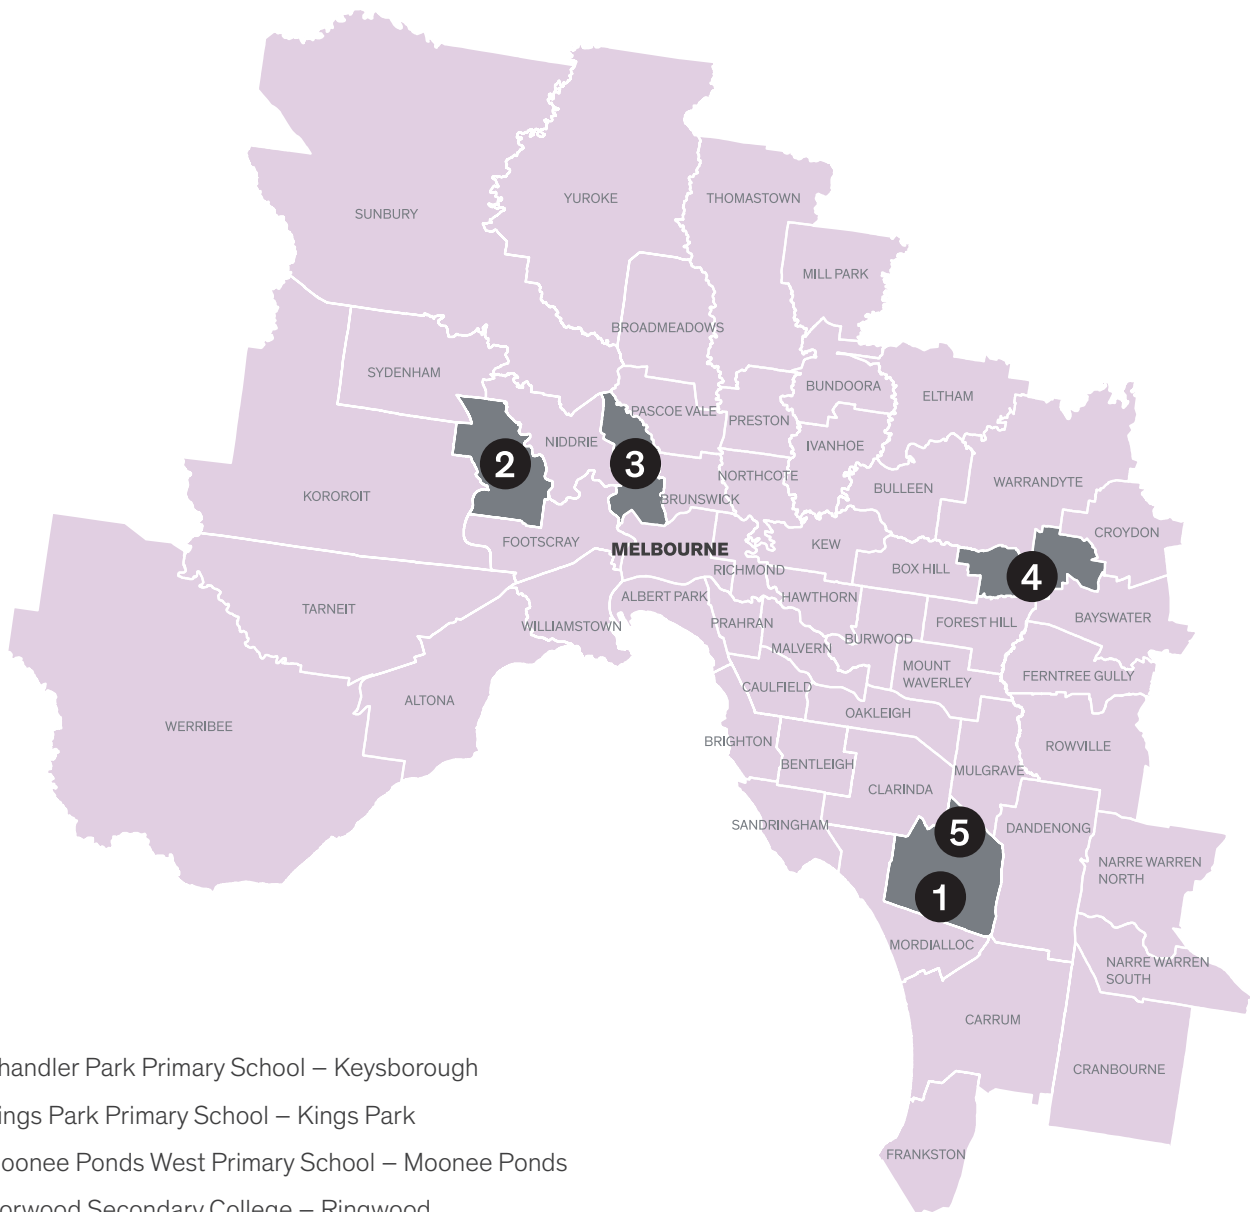 SUNBURY
YUROKE
THOMASTOWN
MILL PARK
BROADMEADOWS
SYDENHAM
BUNDOORA
ELTHAM
PASCOE VALE
PRESTON
NIDDRIE
IVANHOE
2
3
NORTHCOTE
BULLEEN
WARRANDYTE
KOROROIT
BRUNSWICK
CROYDON
FOOTSCRAY
MELBOURNE
KEW
RICHMOND
BOX HILL
4
TARNEIT
ALBERT PARK
HAWTHORN
WILLIAMSTOWN
PRAHRAN
FOREST HILL
BAYSWATER
BURWOOD
MALVERN
MOUNT
WAVERLEY
FERNTREE GULLY
CAULFIELD
ALTONA
OAKLEIGH
WERRIBEE
BRIGHTON
ROWVILLE
BENTLEIGH
MULGRAVE
CLARINDA
SANDRINGHAM
5
DANDENONG
NARRE WARREN
NORTH
1
MORDIALLOC
NARRE WARREN
SOUTH
CARRUM
CRANBOURNE
FRANKSTON
handler Park Primary School – Keysborough
ings Park Primary School – Kings Park
oonee Ponds West Primary School – Moonee Ponds
orwood Secondary College – Ringwood